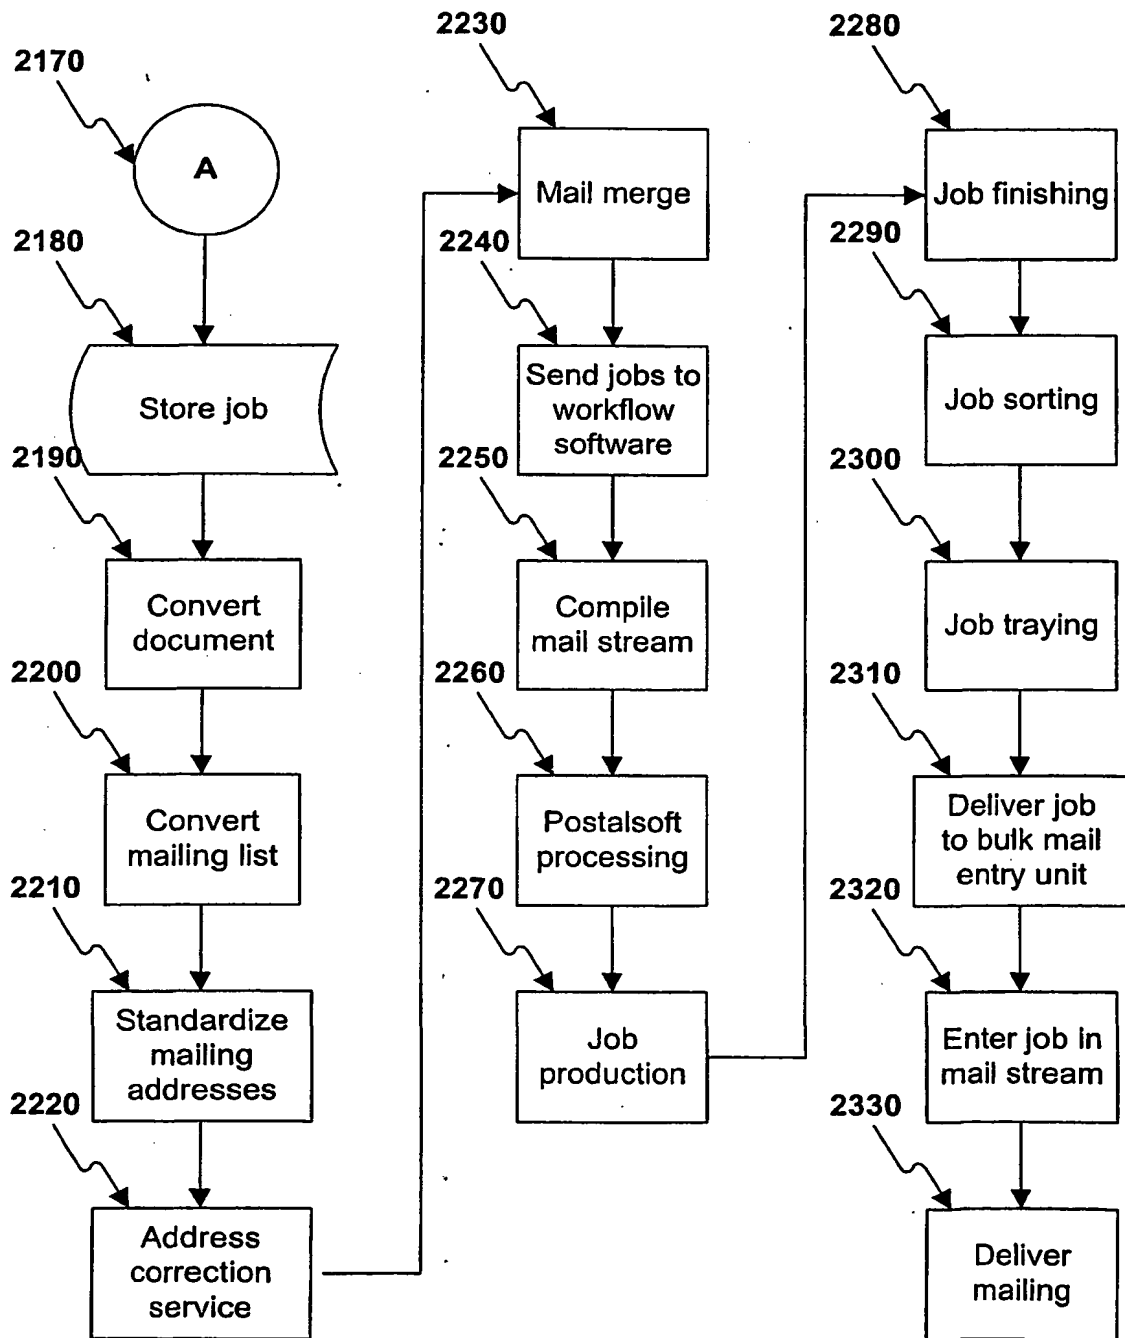 2170
A
2180
Store job
2190
Convert
document
2200
Convert
mailing list
2210
Standardize
mailing
addresses
2220
Address
correction
service
2230
Mail merge
2240
Send jobs to
workflow
software
2250
Compile
mail stream
2260
Postalsoft
processing
2270
Job
production
2280
Job finishing
2290
Job sorting
2300
Job traying
2310
Deliver job
to bulk mail
entry unit
2320
Enter job in
mail stream
2330
Deliver
mailing